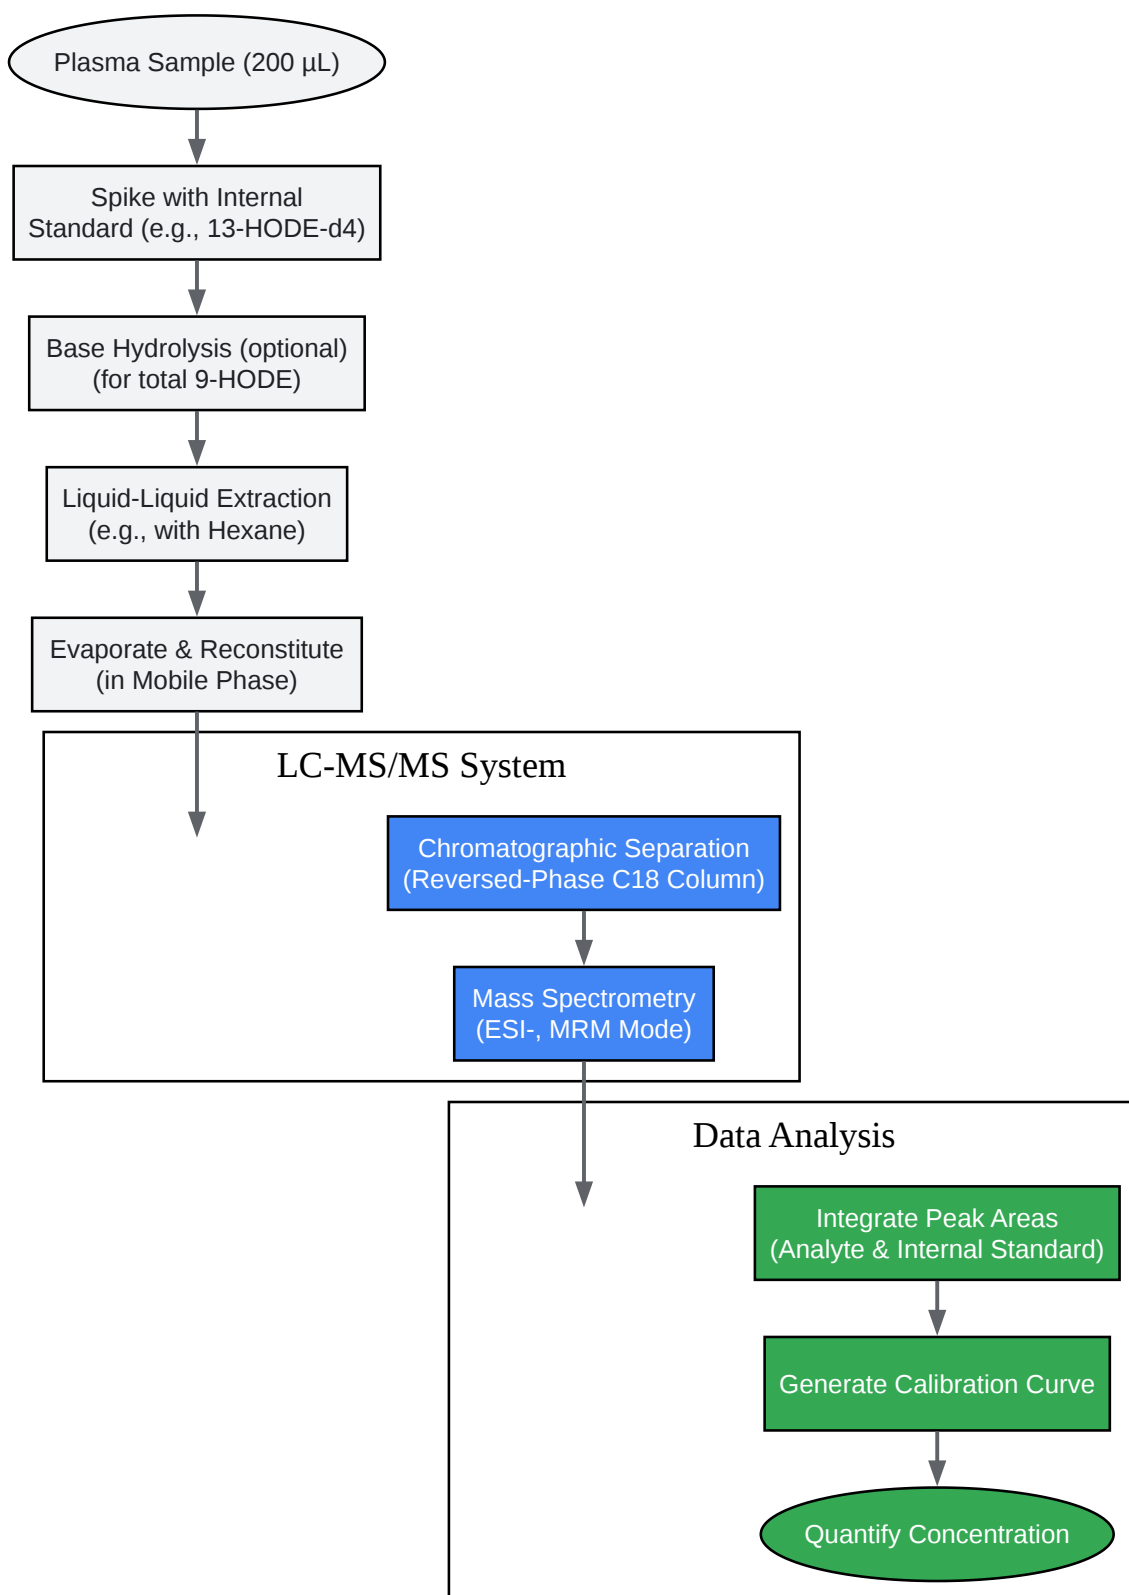 Plasma Sample (200 µL)
Spike with Internal
Standard (e.g., 13-HODE-d4)
Base Hydrolysis (optional)
(for total 9-HODE)
Liquid-Liquid Extraction
(e.g., with Hexane)
Evaporate & Reconstitute
(in Mobile Phase)
LC-MS/MS System
Chromatographic Separation
(Reversed-Phase C18 Column)
Mass Spectrometry
(ESI-, MRM Mode)
Data Analysis
Integrate Peak Areas
(Analyte & Internal Standard)
Generate Calibration Curve
Quantify Concentration